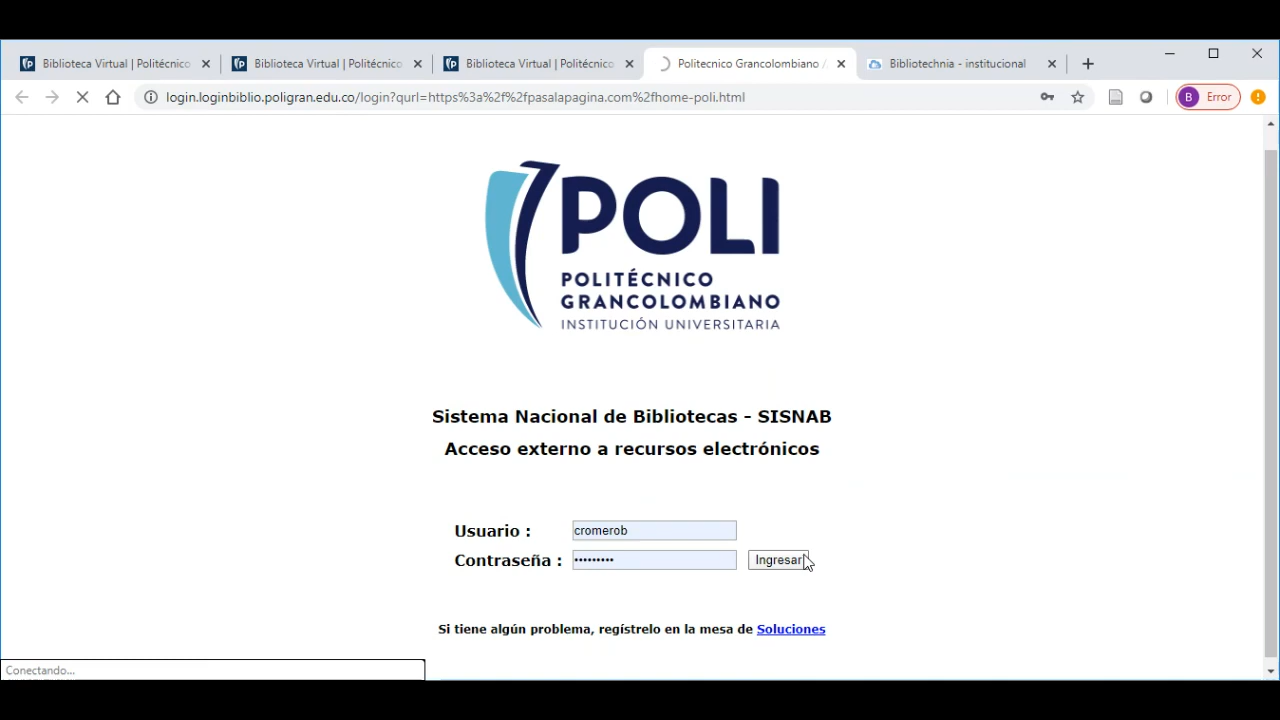 Biblioteca Virtual | Politécnico
Biblioteca Virtual | Politécnico
Biblioteca Virtual | Politécnico
Politecnico Grancolombiano /
Bibliotechnia - institucional
login.loginbiblio.poligran.edu.co/login?qurl=https%3a%2f%2fpasalapagina.com%2fhome-poli.html
B Error
POLI
POLITÉCNICO
GRANCOLOMBIANO
INSTITUCIÓN UNIVERSITARIA
Sistema Nacional de Bibliotecas - SISNAB
Acceso externo a recursos electrónicos
Usuario : cromerob
Contraseña : ••••••••• Ingresar
Si tiene algún problema, regístrelo en la mesa de Soluciones
Conectando...